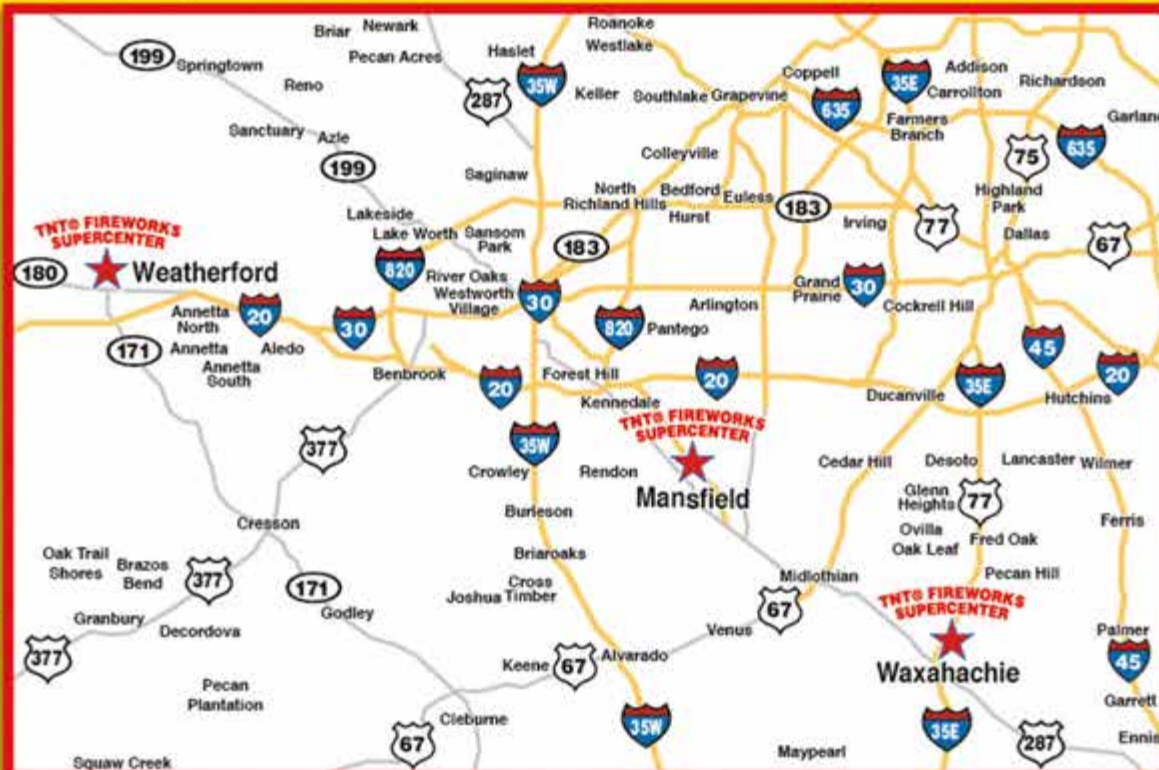 Roanoke
Newark
Briar
Westlake
Haslet
Pecan Acres
199
Springtown
35W
Coppell
35E
Addison
Richardson
Reno
Keller
Southlake
Grapevine
Carrollton
287
635
Garland
Farmers
Branch
Sanctuary
Azle
635
75
199
Colleyville
Saginaw
North
Richland Hills
Bedford
Euless
Highland
Park
183
Hurst
Lakeside
Irving
77
TNT® FIREWORKS
SUPERCENTER
Lake Worth
Sansom
Park
183
Dallas
67
180
Weatherford
820
River Oaks
Westworth
Village
30
Grand
Prairie
30
Cockrell Hill
Arlington
Annetta
North
20
30
820
Pantego
45
171
Annetta
Aledo
Annetta
South
Benbrook
20
Forest Hill
20
35E
20
Ducanville
Hutchins
Kennedale
TNT® FIREWORKS
SUPERCENTER
377
35W
Crowley
Rendon
Mansfield
Cedar Hill
Desoto
Lancaster
Wilmer
Glenn
Heights
77
Burleson
Cresson
Ferris
Ovilla
Oak Leaf
Fred Oak
Oak Trail
Shores
Brazos
Bend
377
Briaroaks
Midlothian
Pecan Hill
171
Cross
Timber
Joshua
TNT® FIREWORKS
SUPERCENTER
67
Godley
Granbury
Decordova
Venus
Palmer
377
Keene
67
Alvarado
45
Waxahachie
Pecan
Plantation
Garrett
Cleburne
35W
35E
67
287
Ennis
Maypearl
Squaw Creek